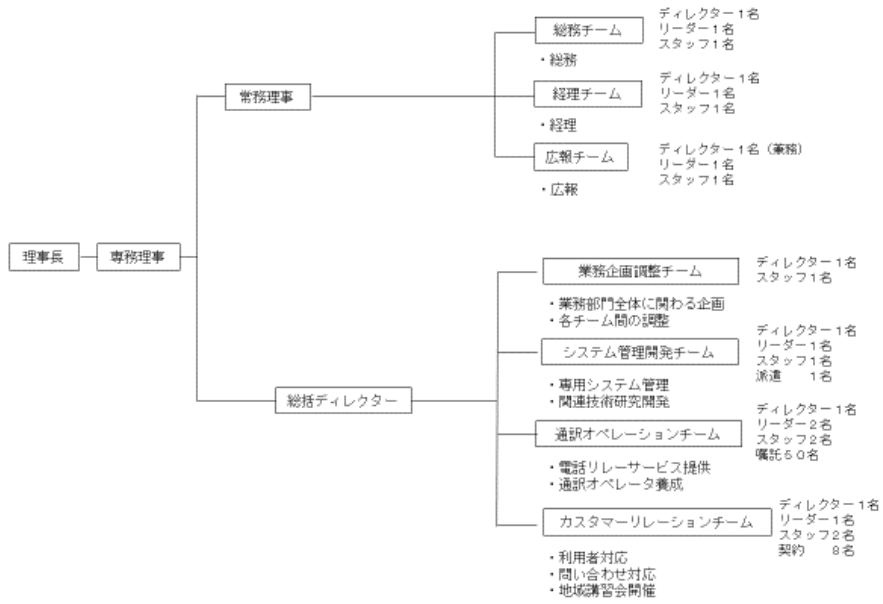 理事長
専務理事
常務理事
総務チーム
ディレクター１名
リーダー１名
スタッフ１名
・総務
経理チーム
ディレクター１名
リーダー１名
スタッフ１名
・経理
広報チーム
ディレクター１名（兼務）
リーダー１名
スタッフ１名
・広報
総括ディレクター
業務企画調整チーム
ディレクター１名
スタッフ１名
・業務部門全体に関わる企画
・各チーム間の調整
システム管理開発チーム
ディレクター１名
リーダー１名
スタッフ１名
派遣　　１名
・専用システム管理
・関連技術研究開発
通訳オペレーションチーム
ディレクター１名
リーダー２名
スタッフ２名
嘱託５０名
・電話リレーサービス提供
・通訳オペレータ養成
カスタマーリレーションチーム
ディレクター１名
リーダー１名
スタッフ２名
契約　　８名
・利用者対応
・問い合わせ対応
・地域講習会開催